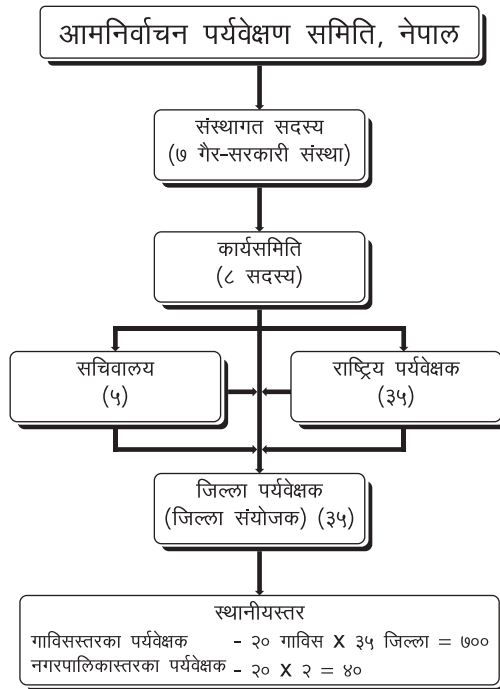 आमनिर्वाचन पर्यवेक्षण समिति, नेपाल
संस्थागत सदस्य
(७ गैर-सरकारी संस्था)
कार्यसमिति
(८ सदस्य)
सचिवालय
(५)
राष्ट्रिय पर्यवेक्षक
(३५)
जिल्ला पर्यवेक्षक
(जिल्ला संयोजक) (३५)
स्थानीयस्तर
गाविसस्तरका पर्यवेक्षक - २० गाविस X ३५ जिल्ला = ७००
नगरपालिकास्तरका पर्यवेक्षक - २० X २ = ४०